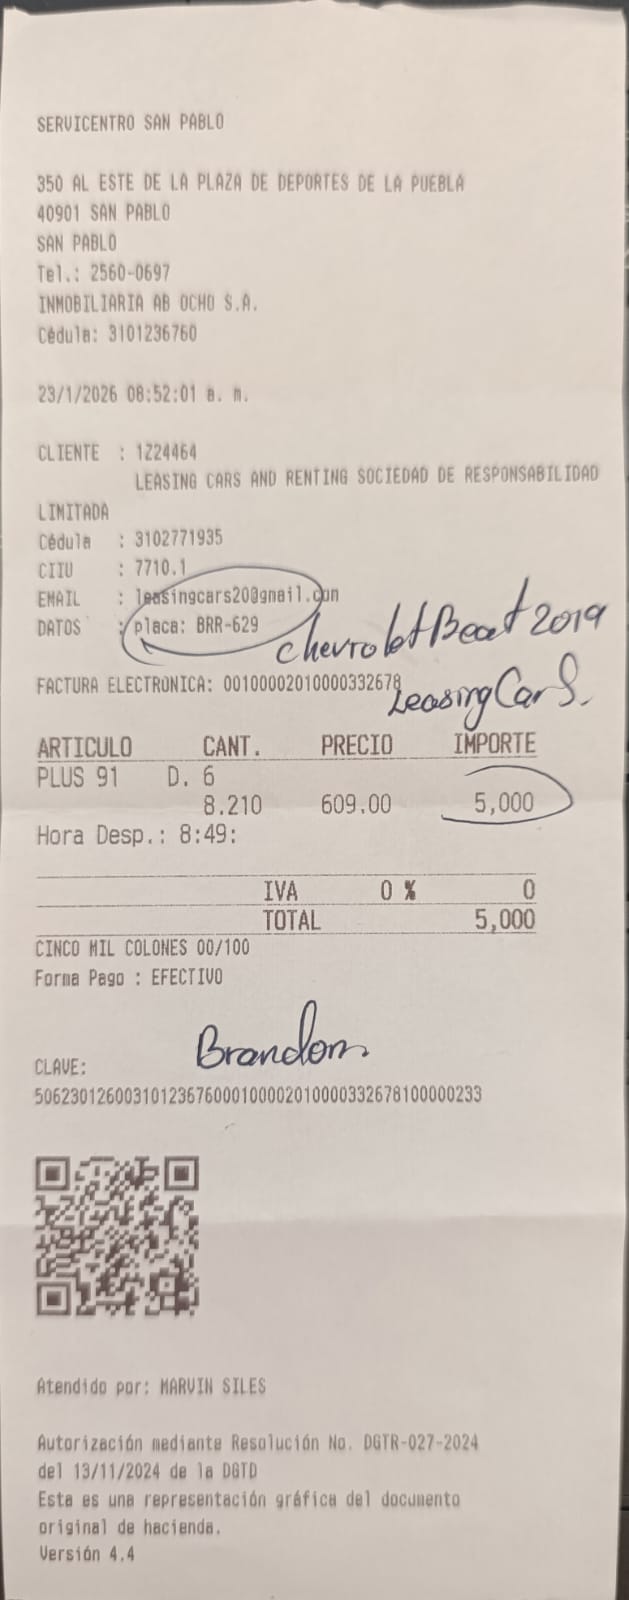 SERVICENTRO SAN PABLO
350 AL ESTE DE LA PLAZA DE DEPORTES DE LA PUEBLA
40901 SAN PABLO
SAN PABLO
Tel.: 2560-0697
INMOBILIARIA AB OCHO S.A.
Cédula: 3101236760
23/1/2026 08:52:01 a. m.
CLIENTE : 1224464
LEASING CARS AND RENTING SOCIEDAD DE RESPONSABILIDAD
LIMITADA
Cédula : 3102771935
CIIU : 7710.1
EMAIL : leasingcars20@gmail.com
DATOS : placa: BRR-629
Chevrolet Beat 2019
FACTURA ELECTRONICA: 00100002010000332678
Leasing Cars.
ARTICULO CANT. PRECIO IMPORTE
PLUS 91 D. 6
8.210 609.00 5,000
Hora Desp.: 8:49:
IVA 0 % 0
TOTAL 5,000
CINCO MIL COLONES 00/100
Forma Pago : EFECTIVO
Brandon
CLAVE:
50623012600310123676000100002010000332678100000233
Atendido por: MARVIN SILES
Autorización mediante Resolución No. DGTR-027-2024
del 13/11/2024 de la DGTD
Esta es una representación gráfica del documento
original de hacienda.
Versión 4.4